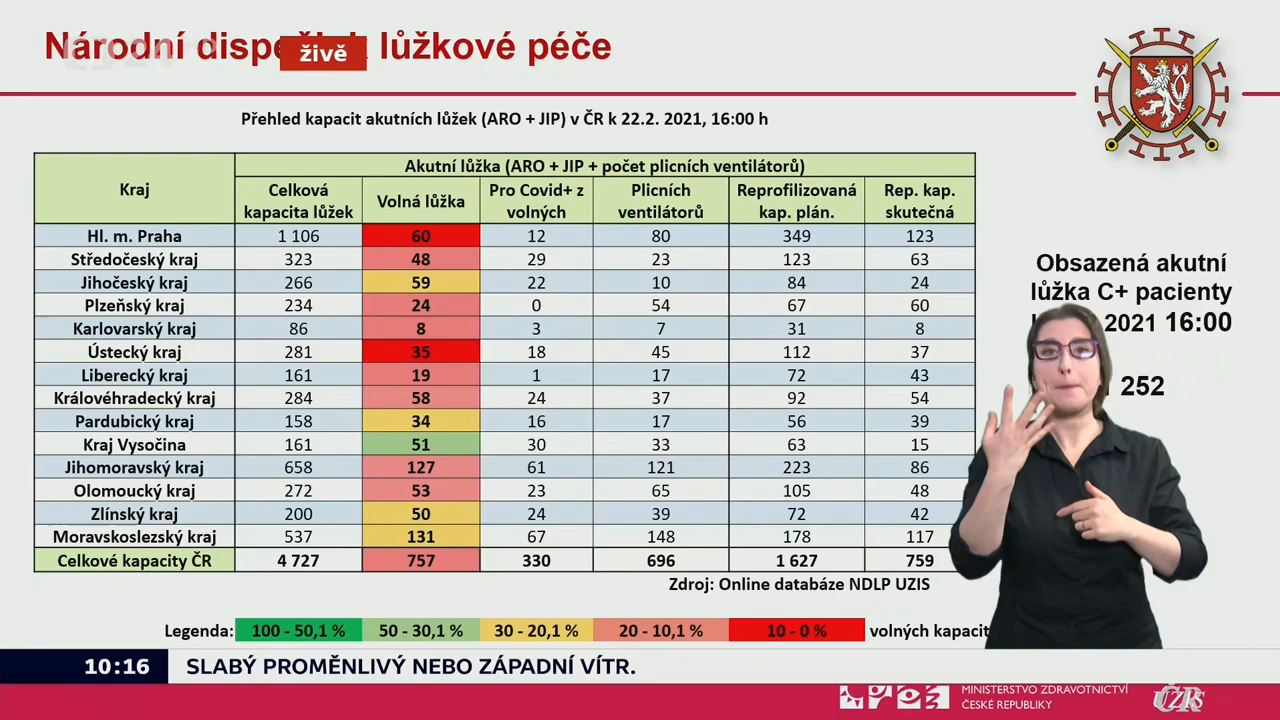 Národní lůžkové péče
živě
Přehled kapacit akutních lůžek (ARO + JIP) v ČR k 22.2. 2021, 16:00 h
Kraj
Akutní lůžka (ARO + JIP + počet plicních ventilátorů)
Celková kapacita lůžek
Volná lůžka
Pro Covid+ z volných
Plicních ventilátorů
Reprofilizovaná kap. plán.
Rep. kap. skutečná
Hl. m. Praha 1 106 60 12 80 349 123
Středočeský kraj 323 48 29 23 123 63
Jihočeský kraj 266 59 22 10 84 24
Plzeňský kraj 234 24 0 54 67 60
Karlovarský kraj 86 8 3 7 31 8
Ústecký kraj 281 35 18 45 112 37
Liberecký kraj 161 19 1 17 72 43
Královéhradecký kraj 284 58 24 37 92 54
Pardubický kraj 158 34 16 17 56 39
Kraj Vysočina 161 51 30 33 63 15
Jihomoravský kraj 658 127 61 121 223 86
Olomoucký kraj 272 53 23 65 105 48
Zlínský kraj 200 50 24 39 72 42
Moravskoslezský kraj 537 131 67 148 178 117
Celkové kapacity ČR 4 727 757 330 696 1 627 759
Zdroj: Online databáze NDLP UZIS
Obsazená akutní
lůžka C+ pacienty
2021 16:00
252
Legenda: 100 - 50,1 % 50 - 30,1 % 30 - 20,1 % 20 - 10,1 % 10 - 0 % volných kapacit
10:16 SLABÝ PROMĚNLIVÝ NEBO ZÁPADNÍ VÍTR.
MINISTERSTVO ZDRAVOTNICTVÍ
ČESKÉ REPUBLIKY